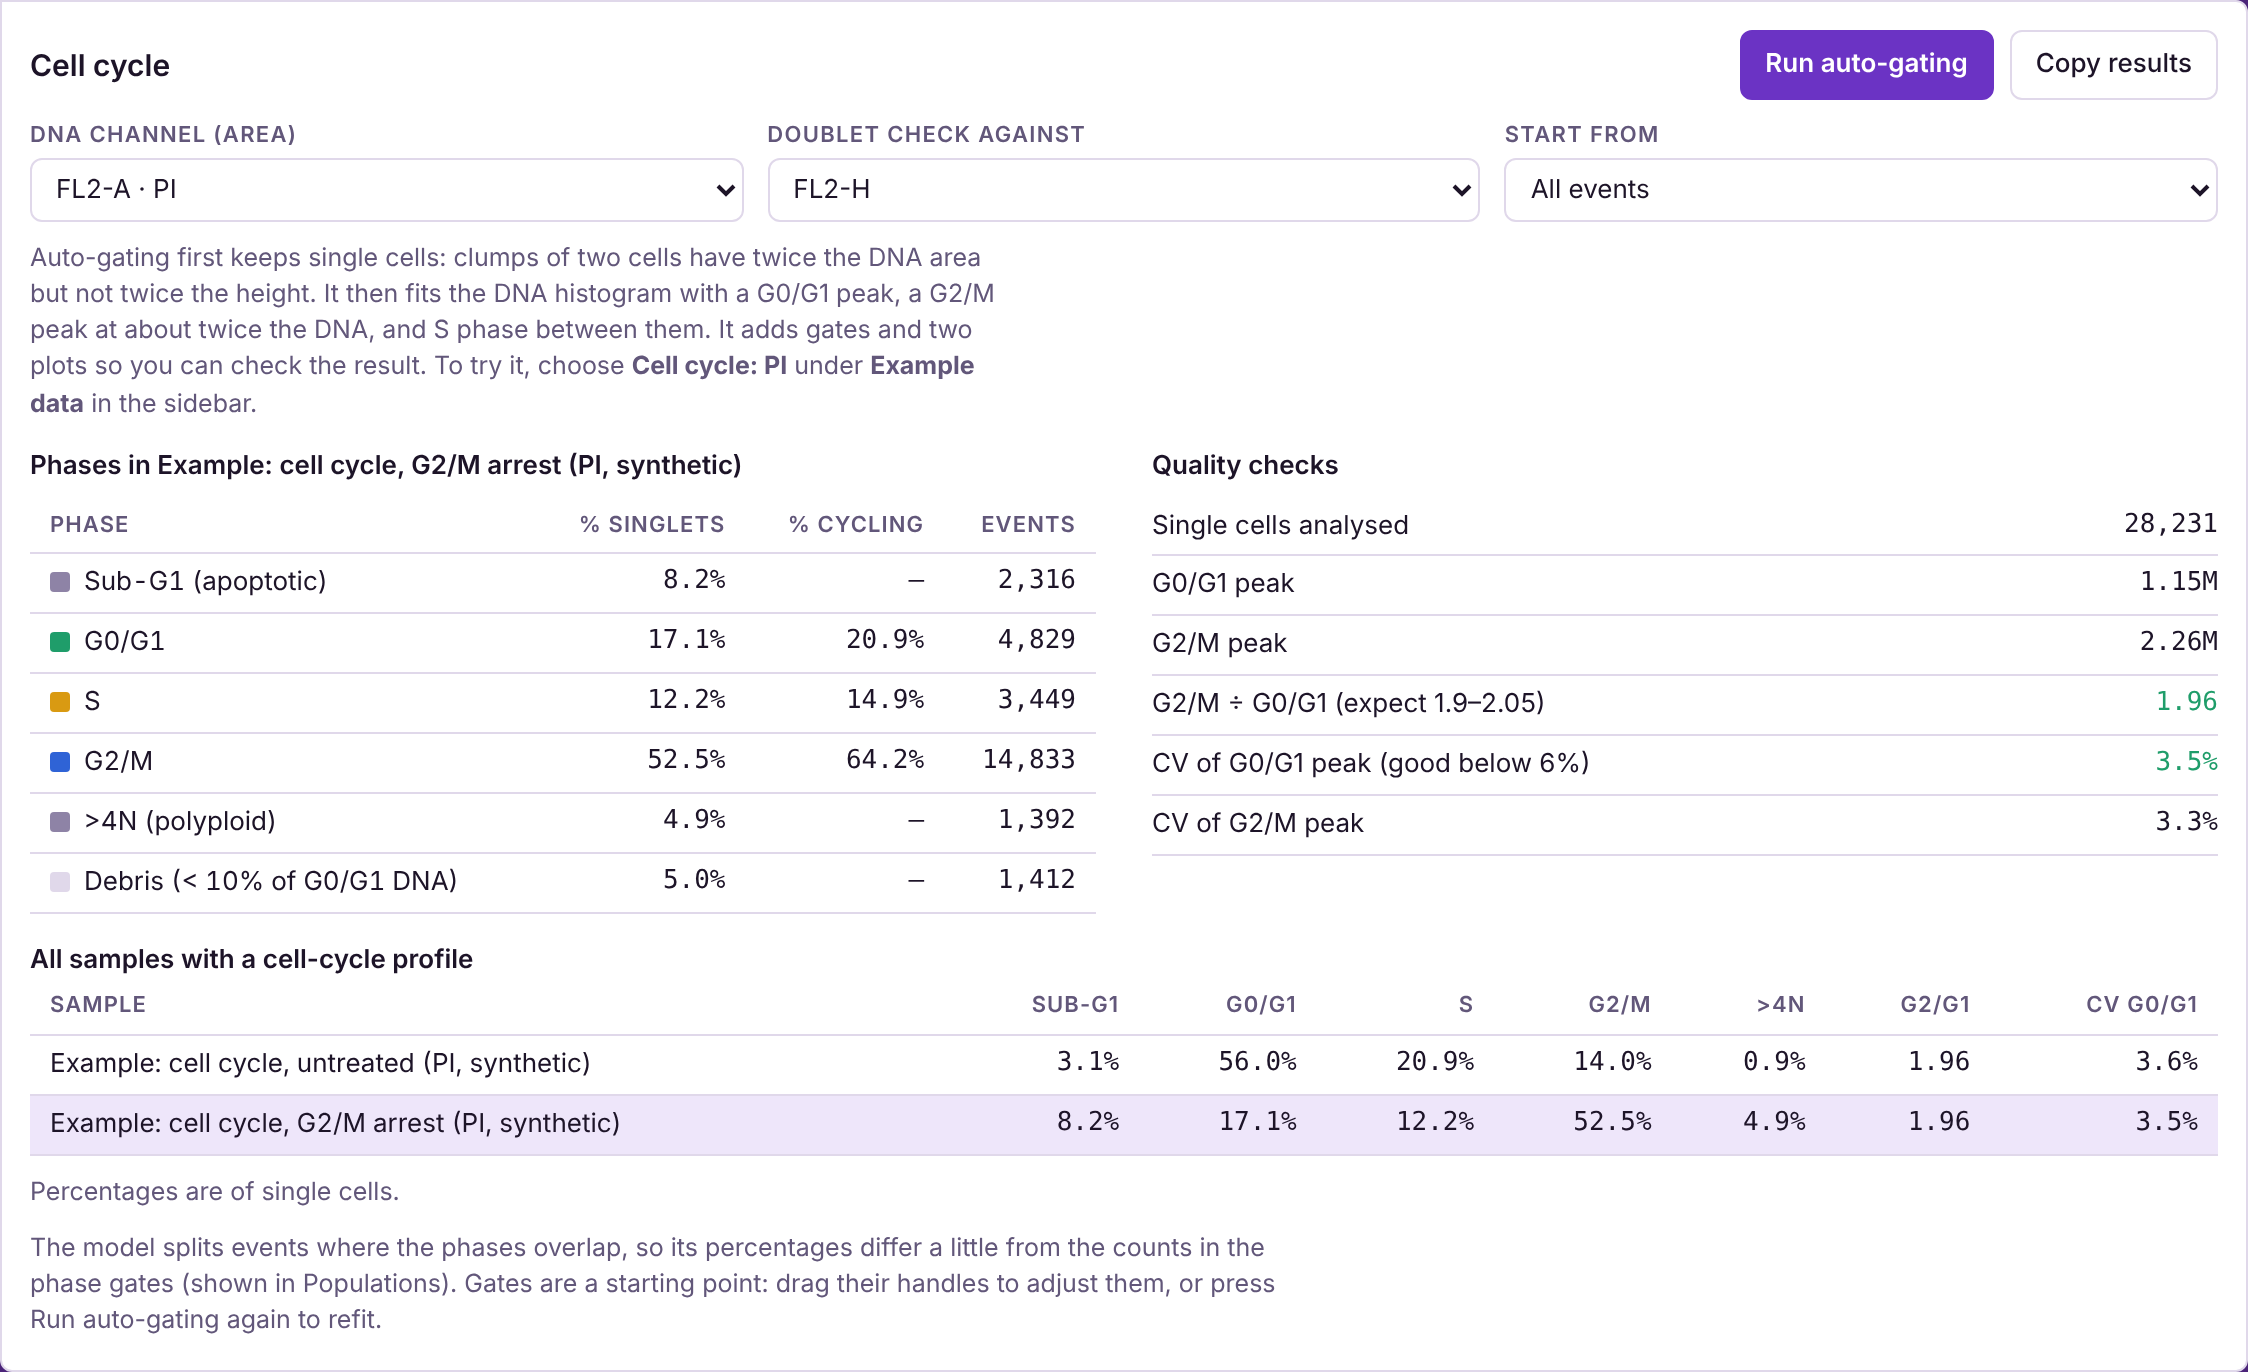 Cell cycle
Run auto-gating
Copy results
DNA CHANNEL (AREA)
DOUBLET CHECK AGAINST
START FROM
FL2-A · PI
FL2-H
All events
Auto-gating first keeps single cells: clumps of two cells have twice the DNA area
but not twice the height. It then fits the DNA histogram with a G0/G1 peak, a G2/M
peak at about twice the DNA, and S phase between them. It adds gates and two
plots so you can check the result. To try it, choose Cell cycle: PI under Example
data in the sidebar.
Phases in Example: cell cycle, G2/M arrest (PI, synthetic)
PHASE % SINGLETS % CYCLING EVENTS
Sub-G1 (apoptotic) 8.2% — 2,316
G0/G1 17.1% 20.9% 4,829
S 12.2% 14.9% 3,449
G2/M 52.5% 64.2% 14,833
>4N (polyploid) 4.9% — 1,392
Debris (< 10% of G0/G1 DNA) 5.0% — 1,412
Quality checks
Single cells analysed 28,231
G0/G1 peak 1.15M
G2/M peak 2.26M
G2/M ÷ G0/G1 (expect 1.9–2.05) 1.96
CV of G0/G1 peak (good below 6%) 3.5%
CV of G2/M peak 3.3%
All samples with a cell-cycle profile
SAMPLE SUB-G1 G0/G1 S G2/M >4N G2/G1 CV G0/G1
Example: cell cycle, untreated (PI, synthetic) 3.1% 56.0% 20.9% 14.0% 0.9% 1.96 3.6%
Example: cell cycle, G2/M arrest (PI, synthetic) 8.2% 17.1% 12.2% 52.5% 4.9% 1.96 3.5%
Percentages are of single cells.
The model splits events where the phases overlap, so its percentages differ a little from the counts in the
phase gates (shown in Populations). Gates are a starting point: drag their handles to adjust them, or press
Run auto-gating again to refit.